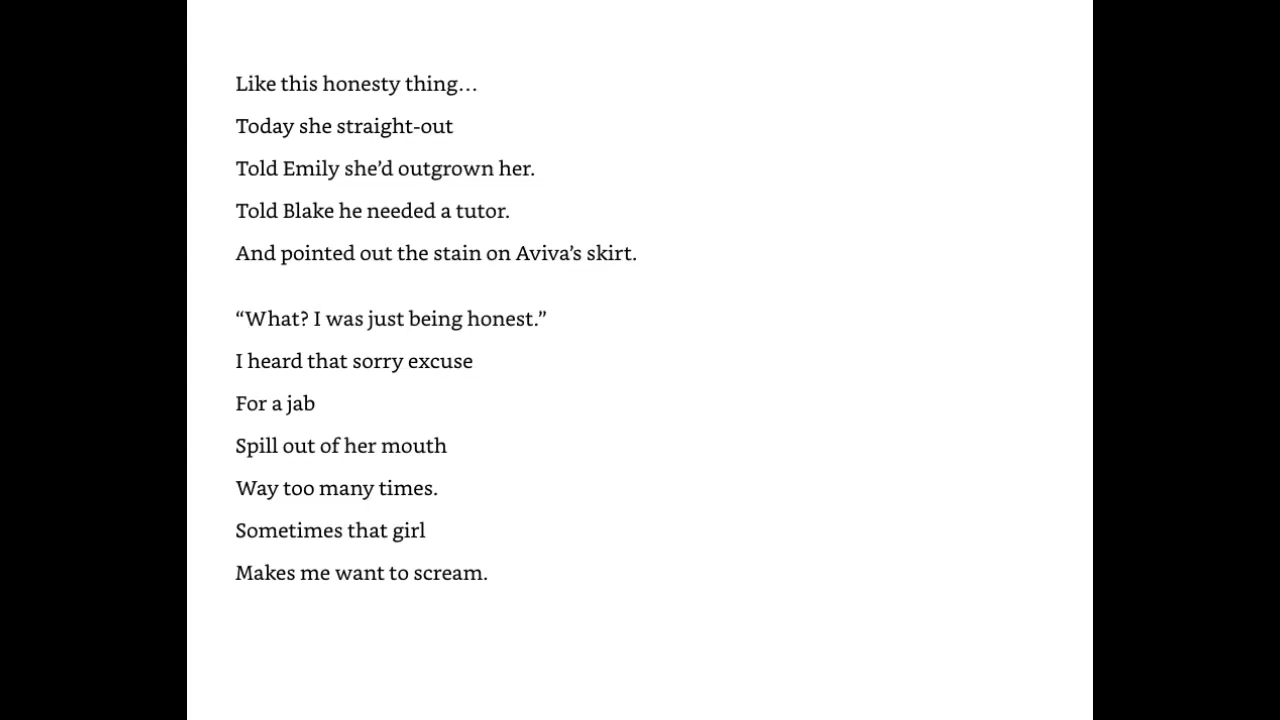 Like this honesty thing…
Today she straight-out
Told Emily she’d outgrown her.
Told Blake he needed a tutor.
And pointed out the stain on Aviva’s skirt.
“What? I was just being honest.”
I heard that sorry excuse
For a jab
Spill out of her mouth
Way too many times.
Sometimes that girl
Makes me want to scream.